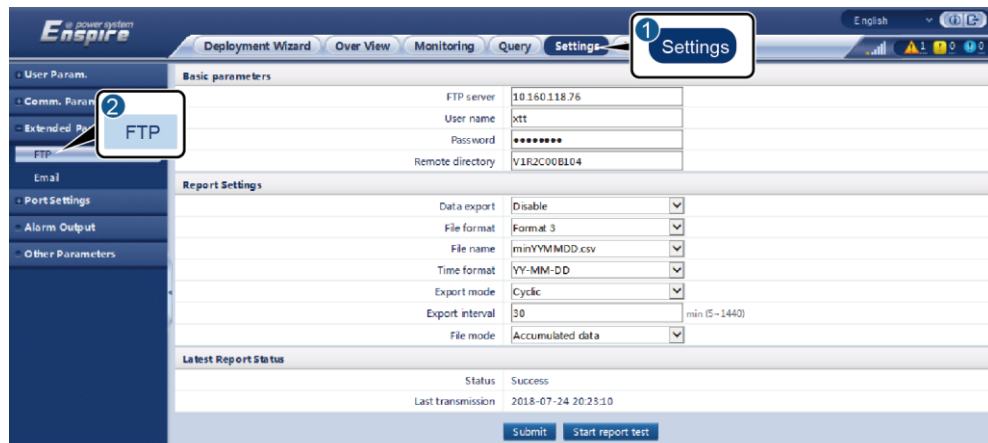 Enspire e power system
English
Deployment Wizard Over View Monitoring Query Settings
1 Settings
1 0 0
User Param.
Comm. Param
Extended Pa
2 FTP
FTP
Email
Port Settings
Alarm Output
Other Parameters
Basic parameters
FTP server 10.160.118.76
User name xtt
Password ••••••••
Remote directory V1R2C00B104
Report Settings
Data export Disable
File format Format 3
File name minYYMMDD.csv
Time format YY-MM-DD
Export mode Cyclic
Export interval 30 min (5~1440)
File mode Accumulated data
Latest Report Status
Status Success
Last transmission 2018-07-24 20:23:10
Submit Start report test